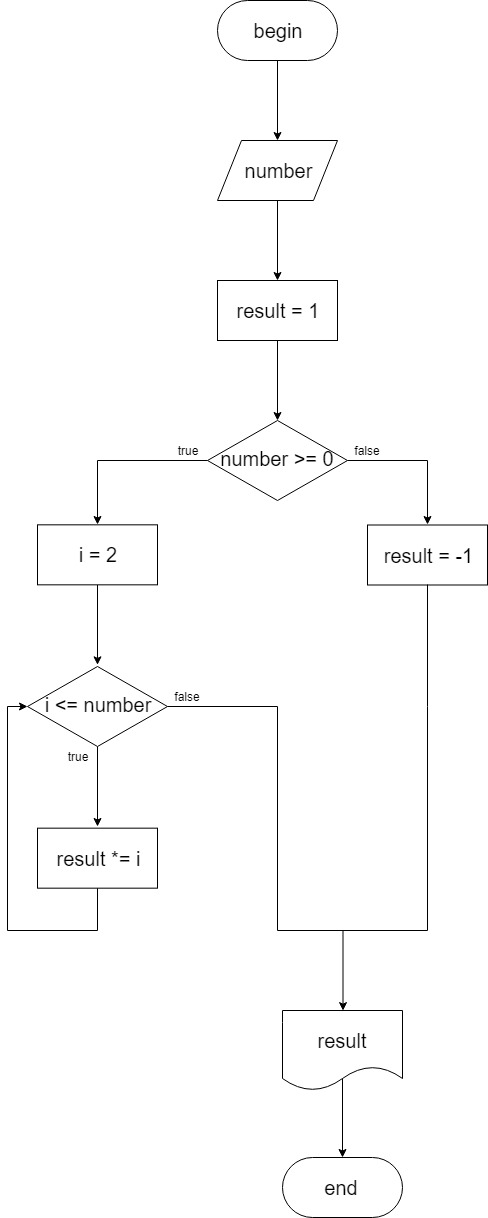 begin
number
result = 1
true
number >= 0
false
i = 2
result = -1
i <= number
false
true
result *= i
result
end